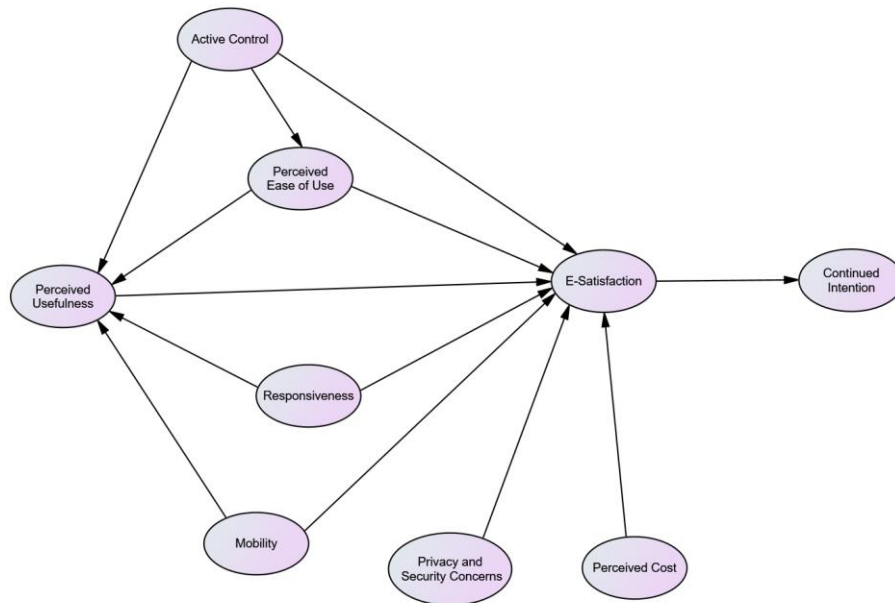 Active Control
Perceived
Ease of Use
Perceived
Usefulness
E-Satisfaction
Continued
Intention
Responsiveness
Mobility
Privacy and
Security Concerns
Perceived Cost